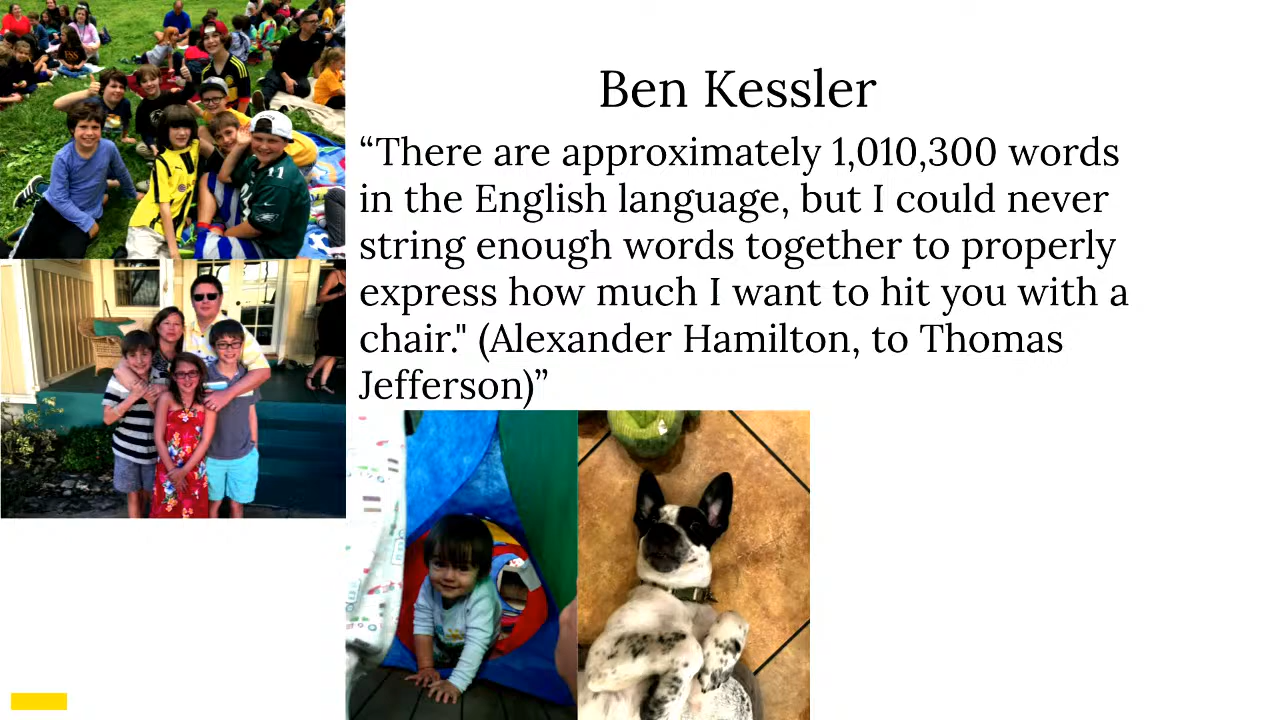 Ben Kessler
“There are approximately 1,010,300 words
in the English language, but I could never
string enough words together to properly
express how much I want to hit you with a
chair." (Alexander Hamilton, to Thomas
Jefferson)”
11